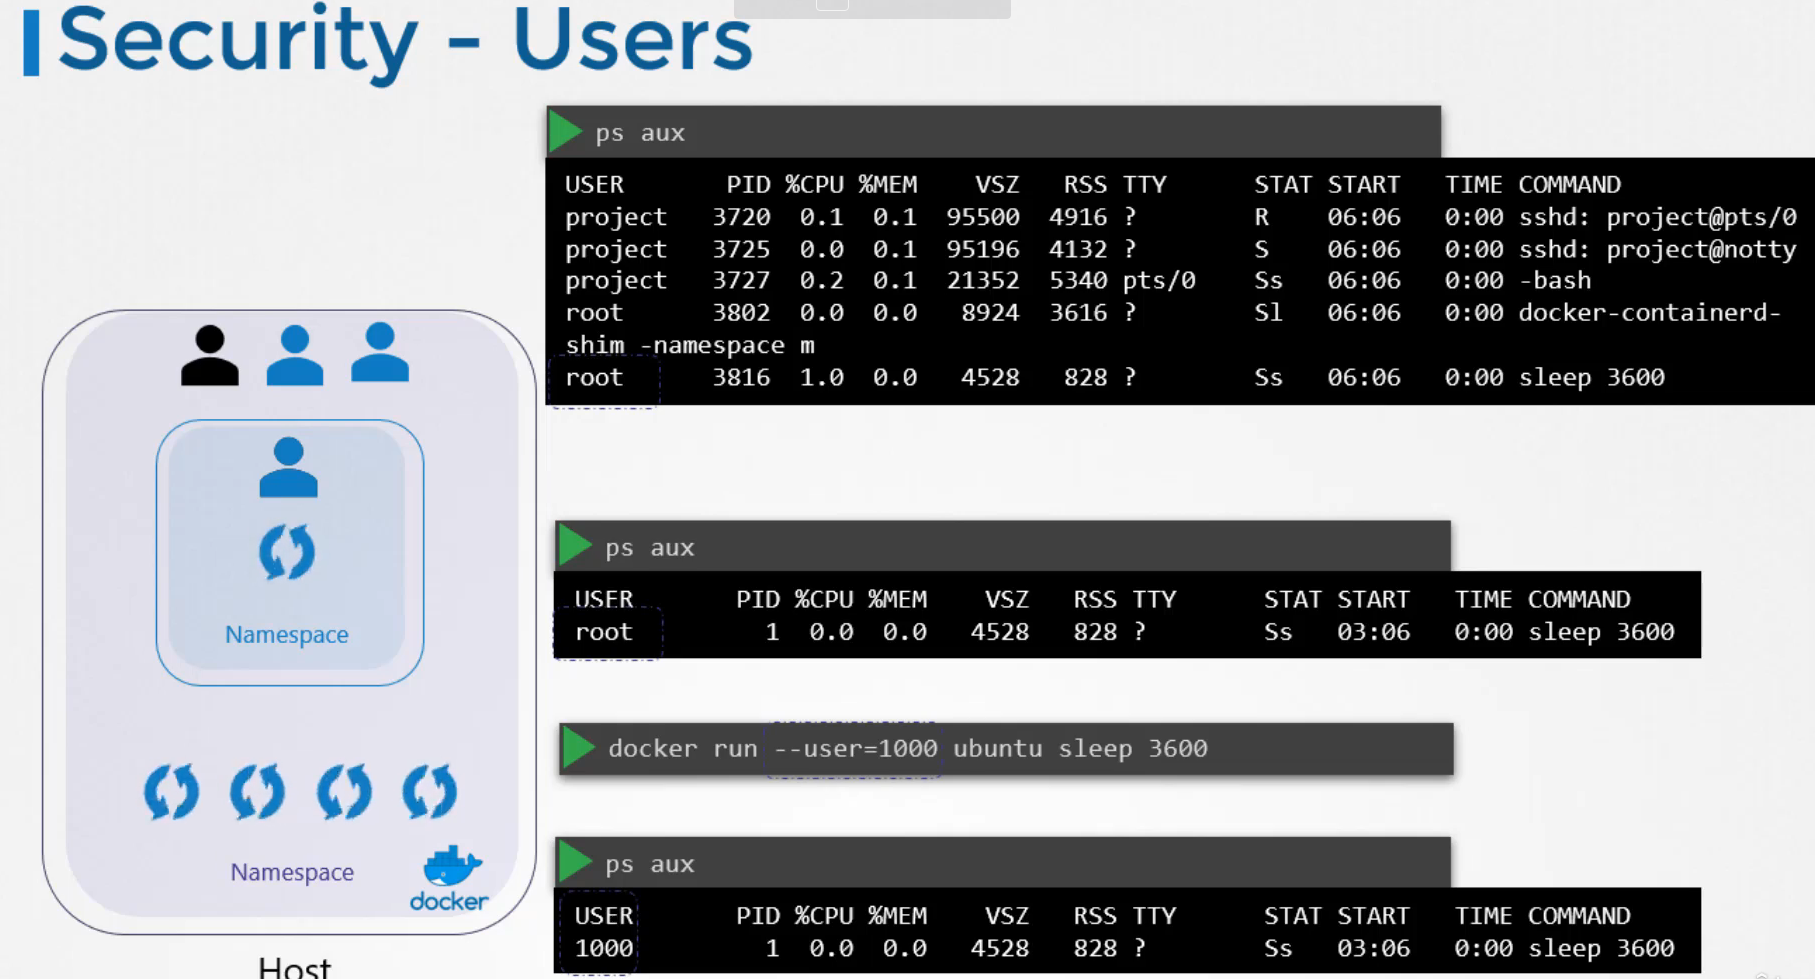 Security - Users
ps aux
USER PID %CPU %MEM VSZ RSS TTY STAT START TIME COMMAND
project 3720 0.1 0.1 95500 4916 ? R 06:06 0:00 sshd: project@pts/0
project 3725 0.0 0.1 95196 4132 ? S 06:06 0:00 sshd: project@notty
project 3727 0.2 0.1 21352 5340 pts/0 Ss 06:06 0:00 -bash
root 3802 0.0 0.0 8924 3616 ? Sl 06:06 0:00 docker-containerd-
shim -namespace m
root 3816 1.0 0.0 4528 828 ? Ss 06:06 0:00 sleep 3600
ps aux
USER PID %CPU %MEM VSZ RSS TTY STAT START TIME COMMAND
root 1 0.0 0.0 4528 828 ? Ss 03:06 0:00 sleep 3600
docker run --user=1000 ubuntu sleep 3600
ps aux
USER PID %CPU %MEM VSZ RSS TTY STAT START TIME COMMAND
1000 1 0.0 0.0 4528 828 ? Ss 03:06 0:00 sleep 3600
Namespace
Namespace
docker
Host